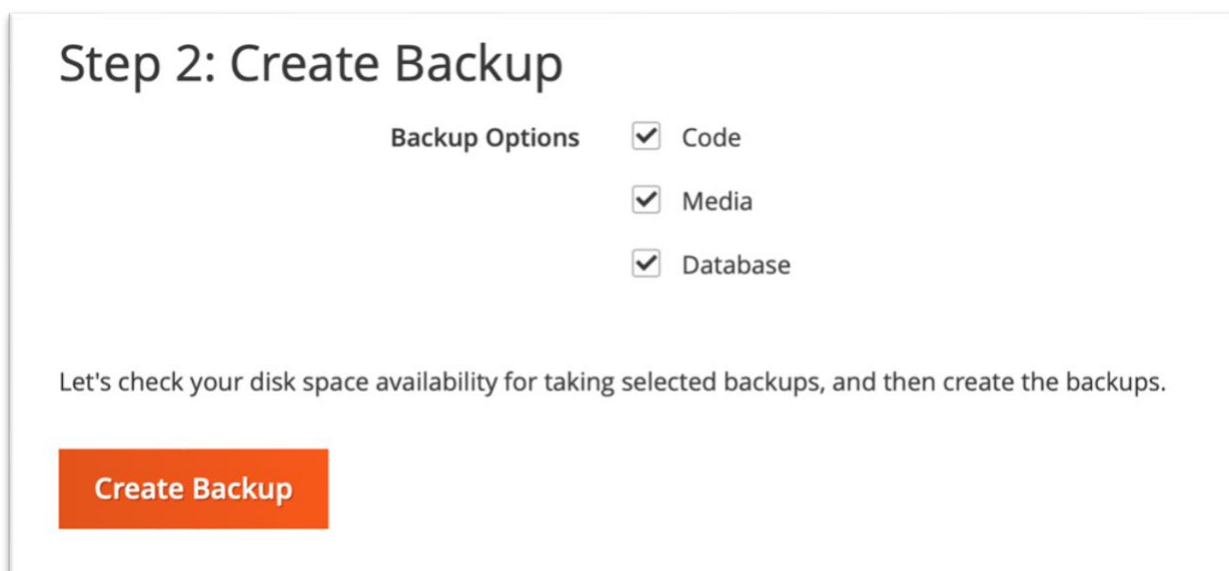 Step 2: Create Backup
Backup Options Code
Media
Database
Let's check your disk space availability for taking selected backups, and then create the backups.
Create Backup